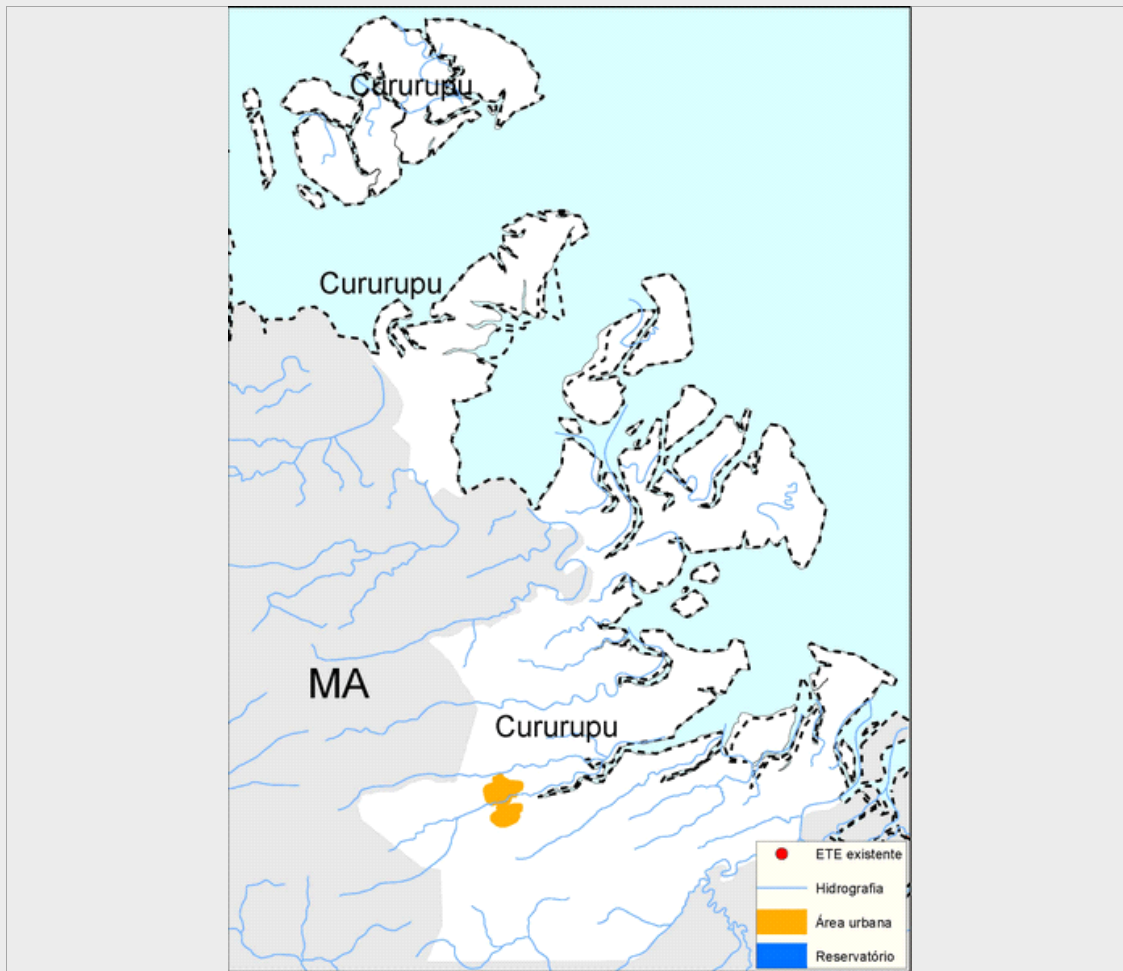 Cururupu
Cururupu
MA
Cururupu
ETE existente
Hidrografia
Área urbana
Reservatório